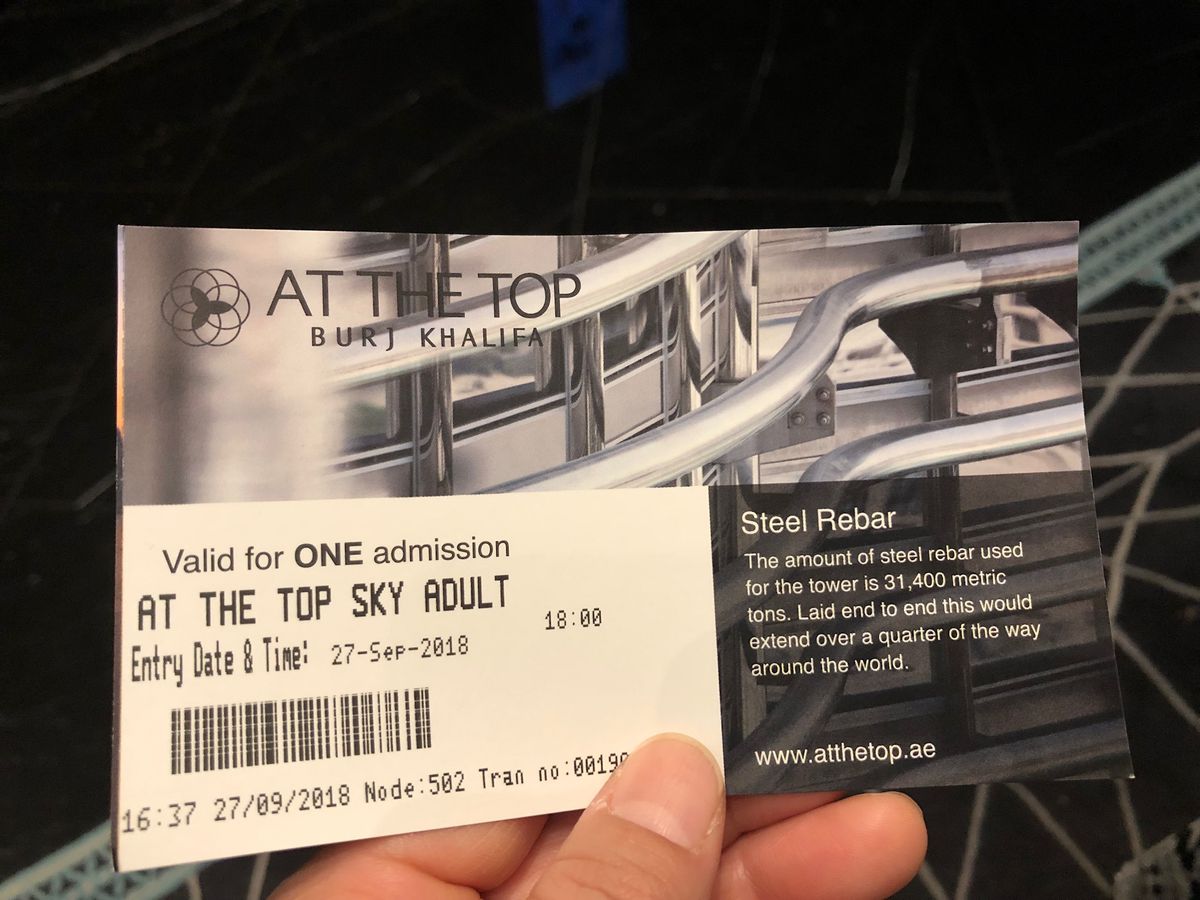 AT THE TOP
BURJ KHALIFA
Valid for ONE admission
AT THE TOP SKY ADULT
18:00
Entry Date & Time: 27-Sep-2018
16:37 27/09/2018 Node:502 Tran
Steel Rebar
The amount of steel rebar used
for the tower is 31,400 metric
tons. Laid end to end this would
extend over a quarter of the way
around the world.
www.atthetop.ae